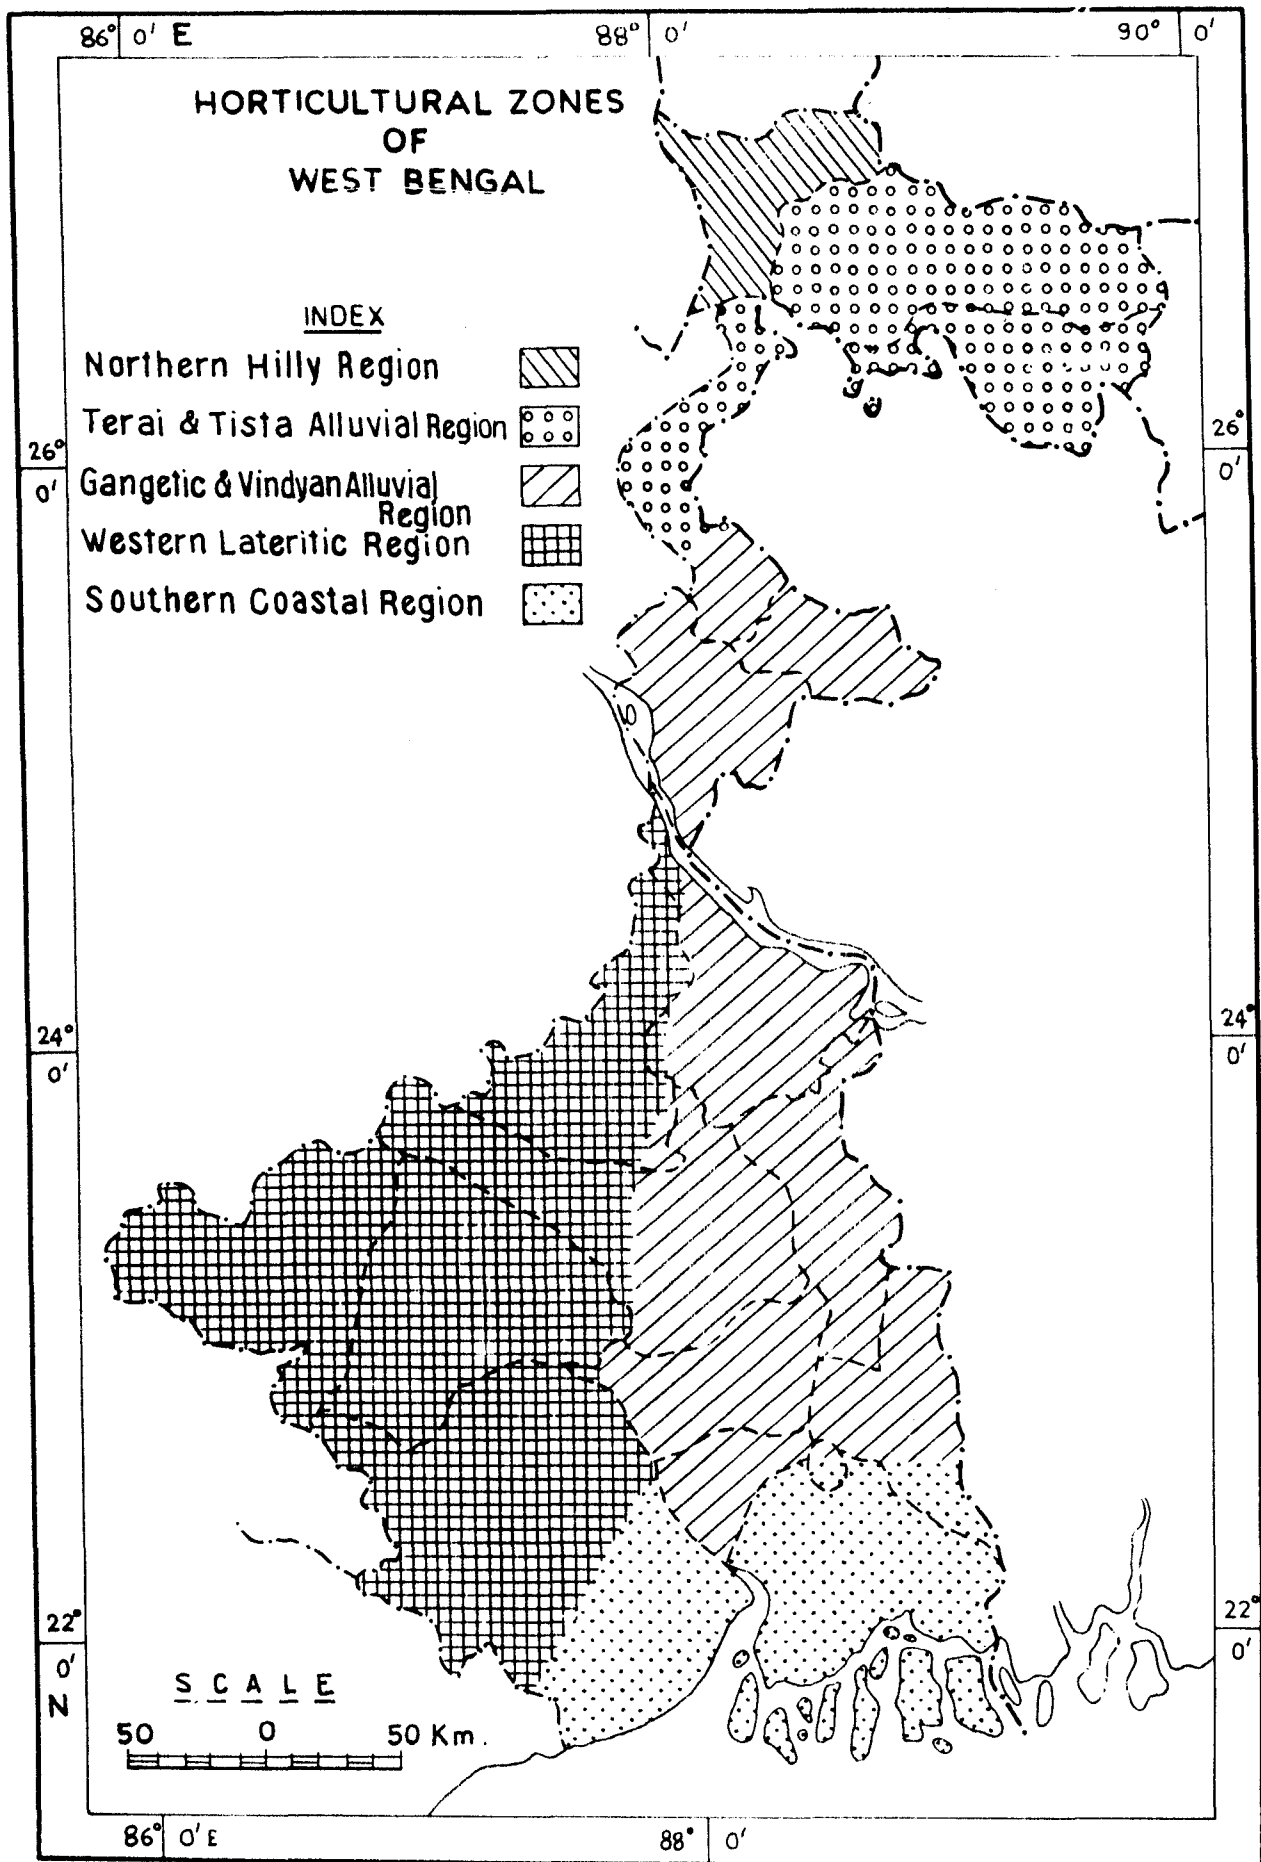 86° 0' E 88° 0' 90° 0'
HORTICULTURAL ZONES
OF
WEST BENGAL
INDEX
Northern Hilly Region
Terai & Tista Alluvial Region
Gangetic & Vindyan Alluvial
Region
Western Lateritic Region
Southern Coastal Region
26° 0'
26° 0'
24° 0'
24° 0'
22° 0' N
22° 0'
SCALE
50 0 50 Km.
86° 0' E 88° 0'